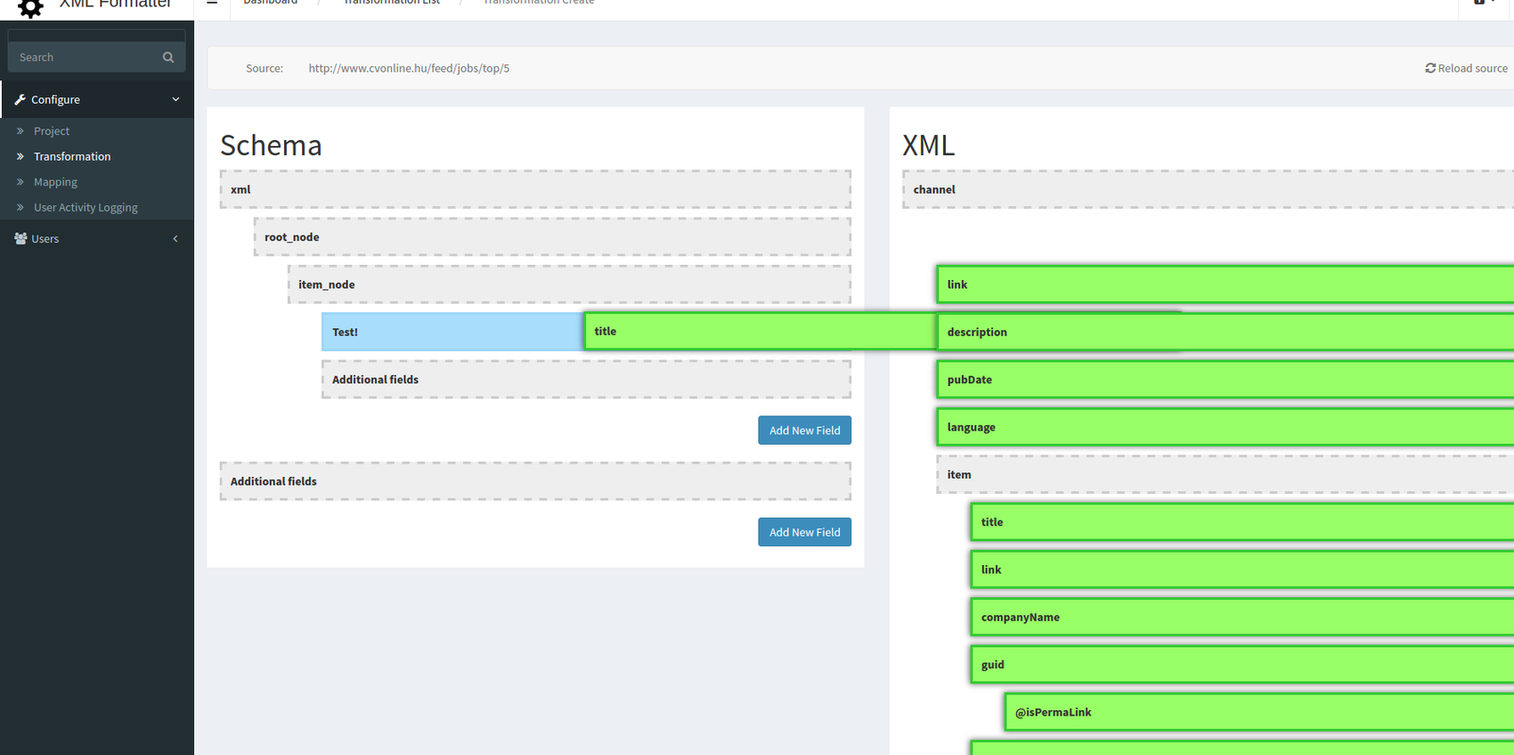 XML Formatter
Dashboard / Transformation List / Transformation Create
Search
Configure
Project
Transformation
Mapping
User Activity Logging
Users
Source: http://www.cvonline.hu/feed/jobs/top/5
Reload source
Schema
xml
root_node
item_node
Test!
title
Additional fields
Add New Field
Additional fields
Add New Field
XML
channel
link
description
pubDate
language
item
title
link
companyName
guid
@isPermaLink